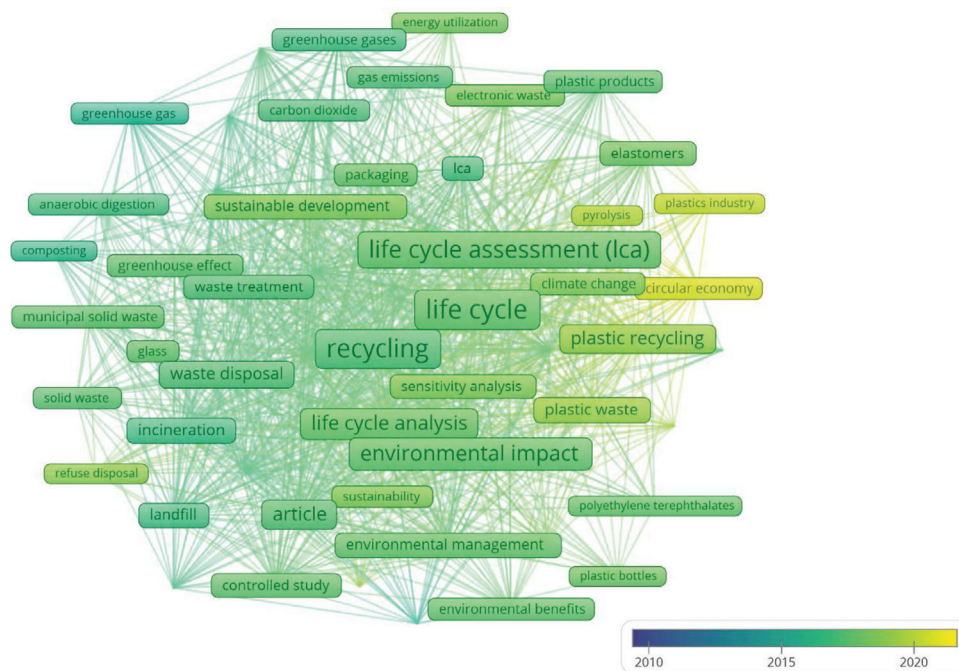 energy utilization
greenhouse gases
gas emissions
plastic products
electronic waste
greenhouse gas
carbon dioxide
elastomers
packaging
lca
anaerobic digestion
sustainable development
pyrolysis
plastics industry
composting
life cycle assessment (lca)
greenhouse effect
waste treatment
climate change
circular economy
municipal solid waste
life cycle
glass
recycling
plastic recycling
waste disposal
sensitivity analysis
solid waste
plastic waste
incineration
life cycle analysis
environmental impact
refuse disposal
sustainability
landfill
article
polyethylene terephthalates
environmental management
plastic bottles
controlled study
environmental benefits
2010 2015 2020